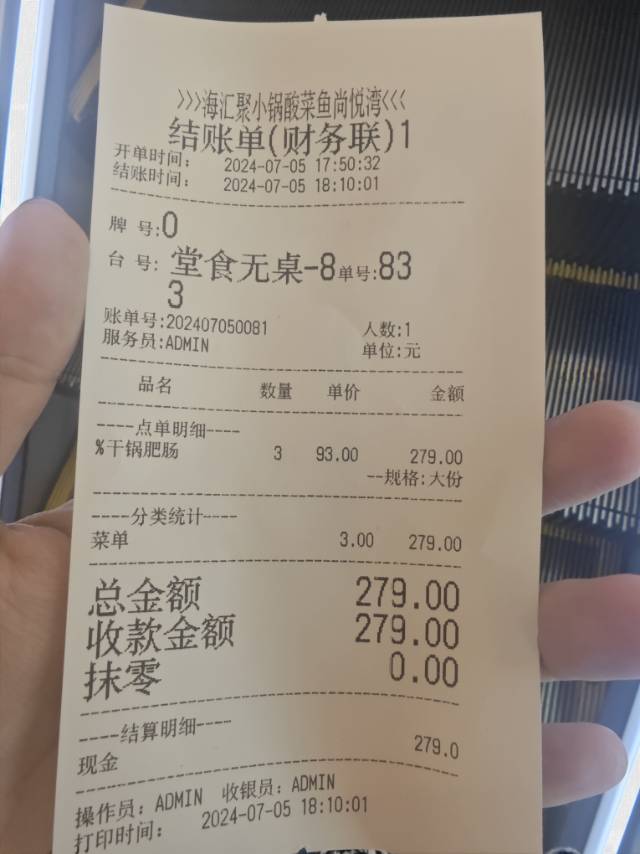 >>>海汇聚小锅酸菜鱼尚悦湾<<<
结账单(财务联)1
开单时间: 2024-07-05 17:50:32
结账时间: 2024-07-05 18:10:01
牌 号:0
台 号: 堂食无桌-8单号:83
3
账单号:202407050081 人数:1
服务员:ADMIN 单位:元
品名 数量 单价 金额
----点单明细----
%干锅肥肠 3 93.00 279.00
--规格:大份
----分类统计----
菜单 3.00 279.00
总金额 279.00
收款金额 279.00
抹零 0.00
----结算明细----
现金 279.0
操作员: ADMIN 收银员: ADMIN
打印时间: 2024-07-05 18:10:01